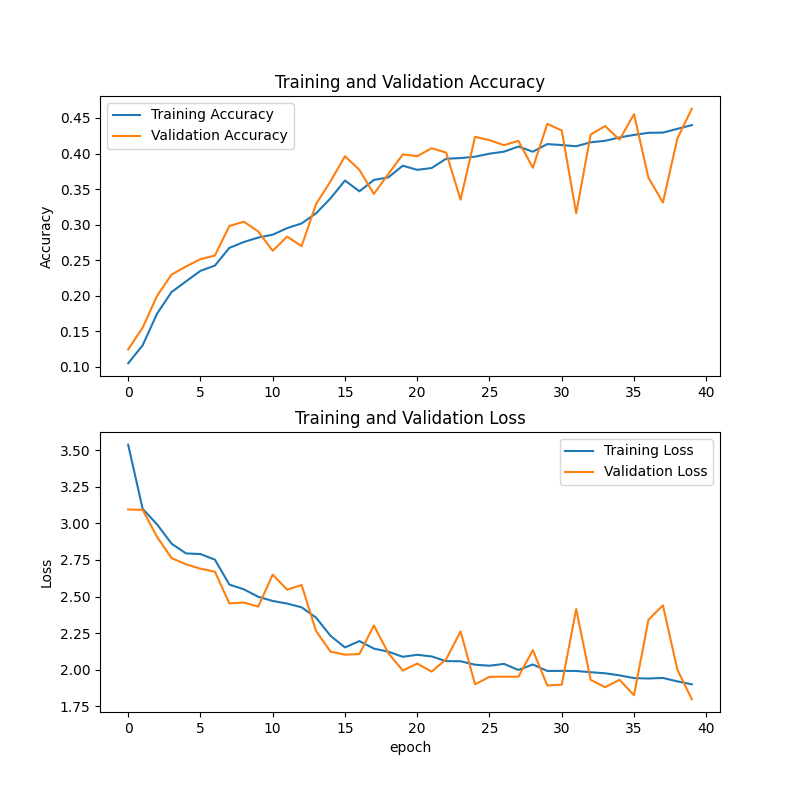 Training and Validation Accuracy
Training Accuracy
Validation Accuracy
Accuracy
0.45
0.40
0.35
0.30
0.25
0.20
0.15
0.10
0 5 10 15 20 25 30 35 40
Training and Validation Loss
Training Loss
Validation Loss
Loss
3.50
3.25
3.00
2.75
2.50
2.25
2.00
1.75
0 5 10 15 20 25 30 35 40
epoch